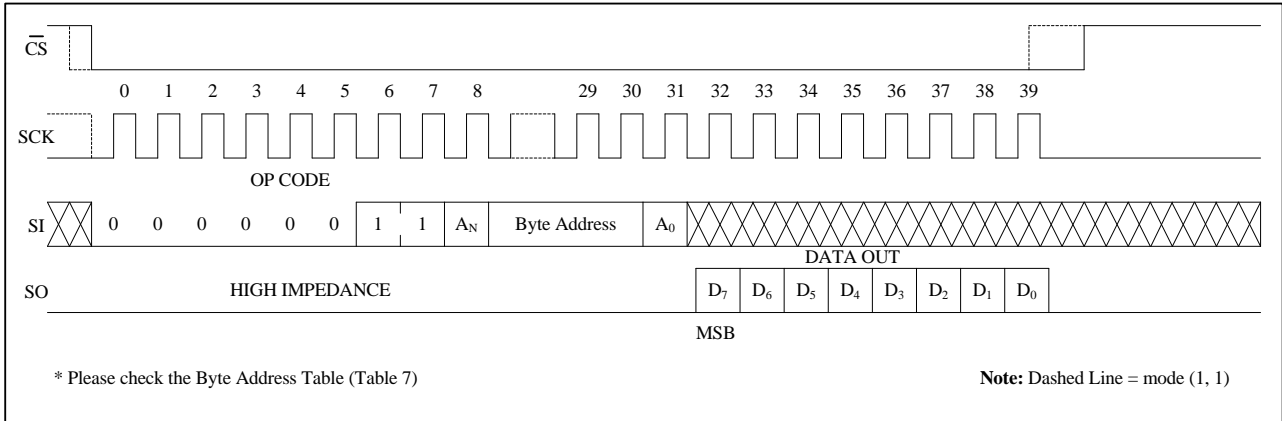 CS
0 1 2 3 4 5 6 7 8 29 30 31 32 33 34 35 36 37 38 39
SCK
OP CODE
SI 0 0 0 0 0 0 1 1 AN Byte Address A0
DATA OUT
SO HIGH IMPEDANCE D7 D6 D5 D4 D3 D2 D1 D0
MSB
* Please check the Byte Address Table (Table 7) Note: Dashed Line = mode (1, 1)